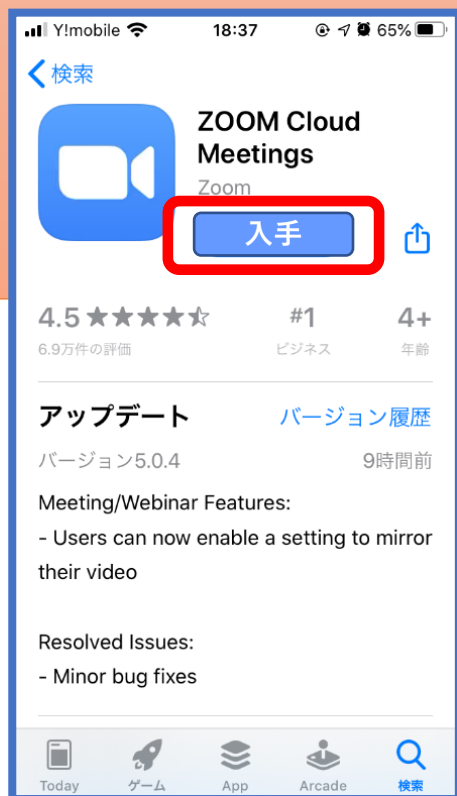 Y!mobile 18:37 65%
検索
ZOOM Cloud
Meetings
Zoom
入手
4.5 #1 4+
6.9万件の評価 ビジネス 年齢
アップデート バージョン履歴
バージョン5.0.4 9時間前
Meeting/Webinar Features:
- Users can now enable a setting to mirror
their video
Resolved Issues:
- Minor bug fixes
Today ゲーム App Arcade 検索